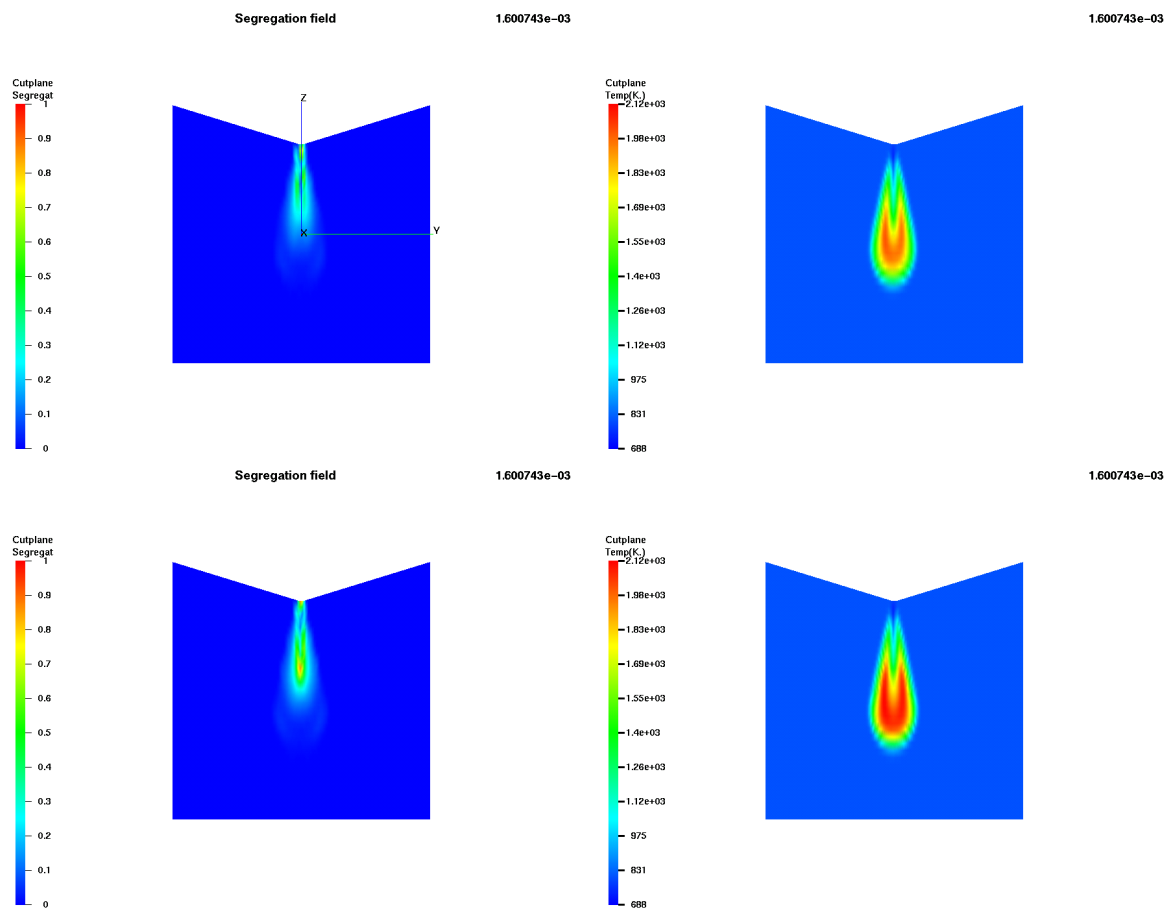 Segregation field 1.600743e−03 1.600743e−03
Cutplane
Segregat
1
0.9
0.8
0.7
0.6
0.5
0.4
0.3
0.2
0.1
0
Z
X
Y
Cutplane
Temp(K.)
2.12e+03
1.98e+03
1.83e+03
1.69e+03
1.55e+03
1.4e+03
1.26e+03
1.12e+03
975
831
688
Segregation field 1.600743e−03 1.600743e−03
Cutplane
Segregat
1
0.9
0.8
0.7
0.6
0.5
0.4
0.3
0.2
0.1
0
Cutplane
Temp(K.)
2.12e+03
1.98e+03
1.83e+03
1.69e+03
1.55e+03
1.4e+03
1.26e+03
1.12e+03
975
831
688